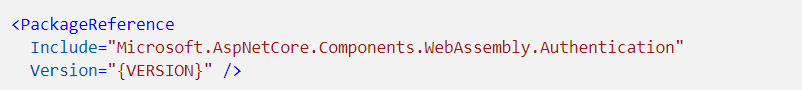 <PackageReference
Include="Microsoft.AspNetCore.Components.WebAssembly.Authentication"
Version="{VERSION}" />